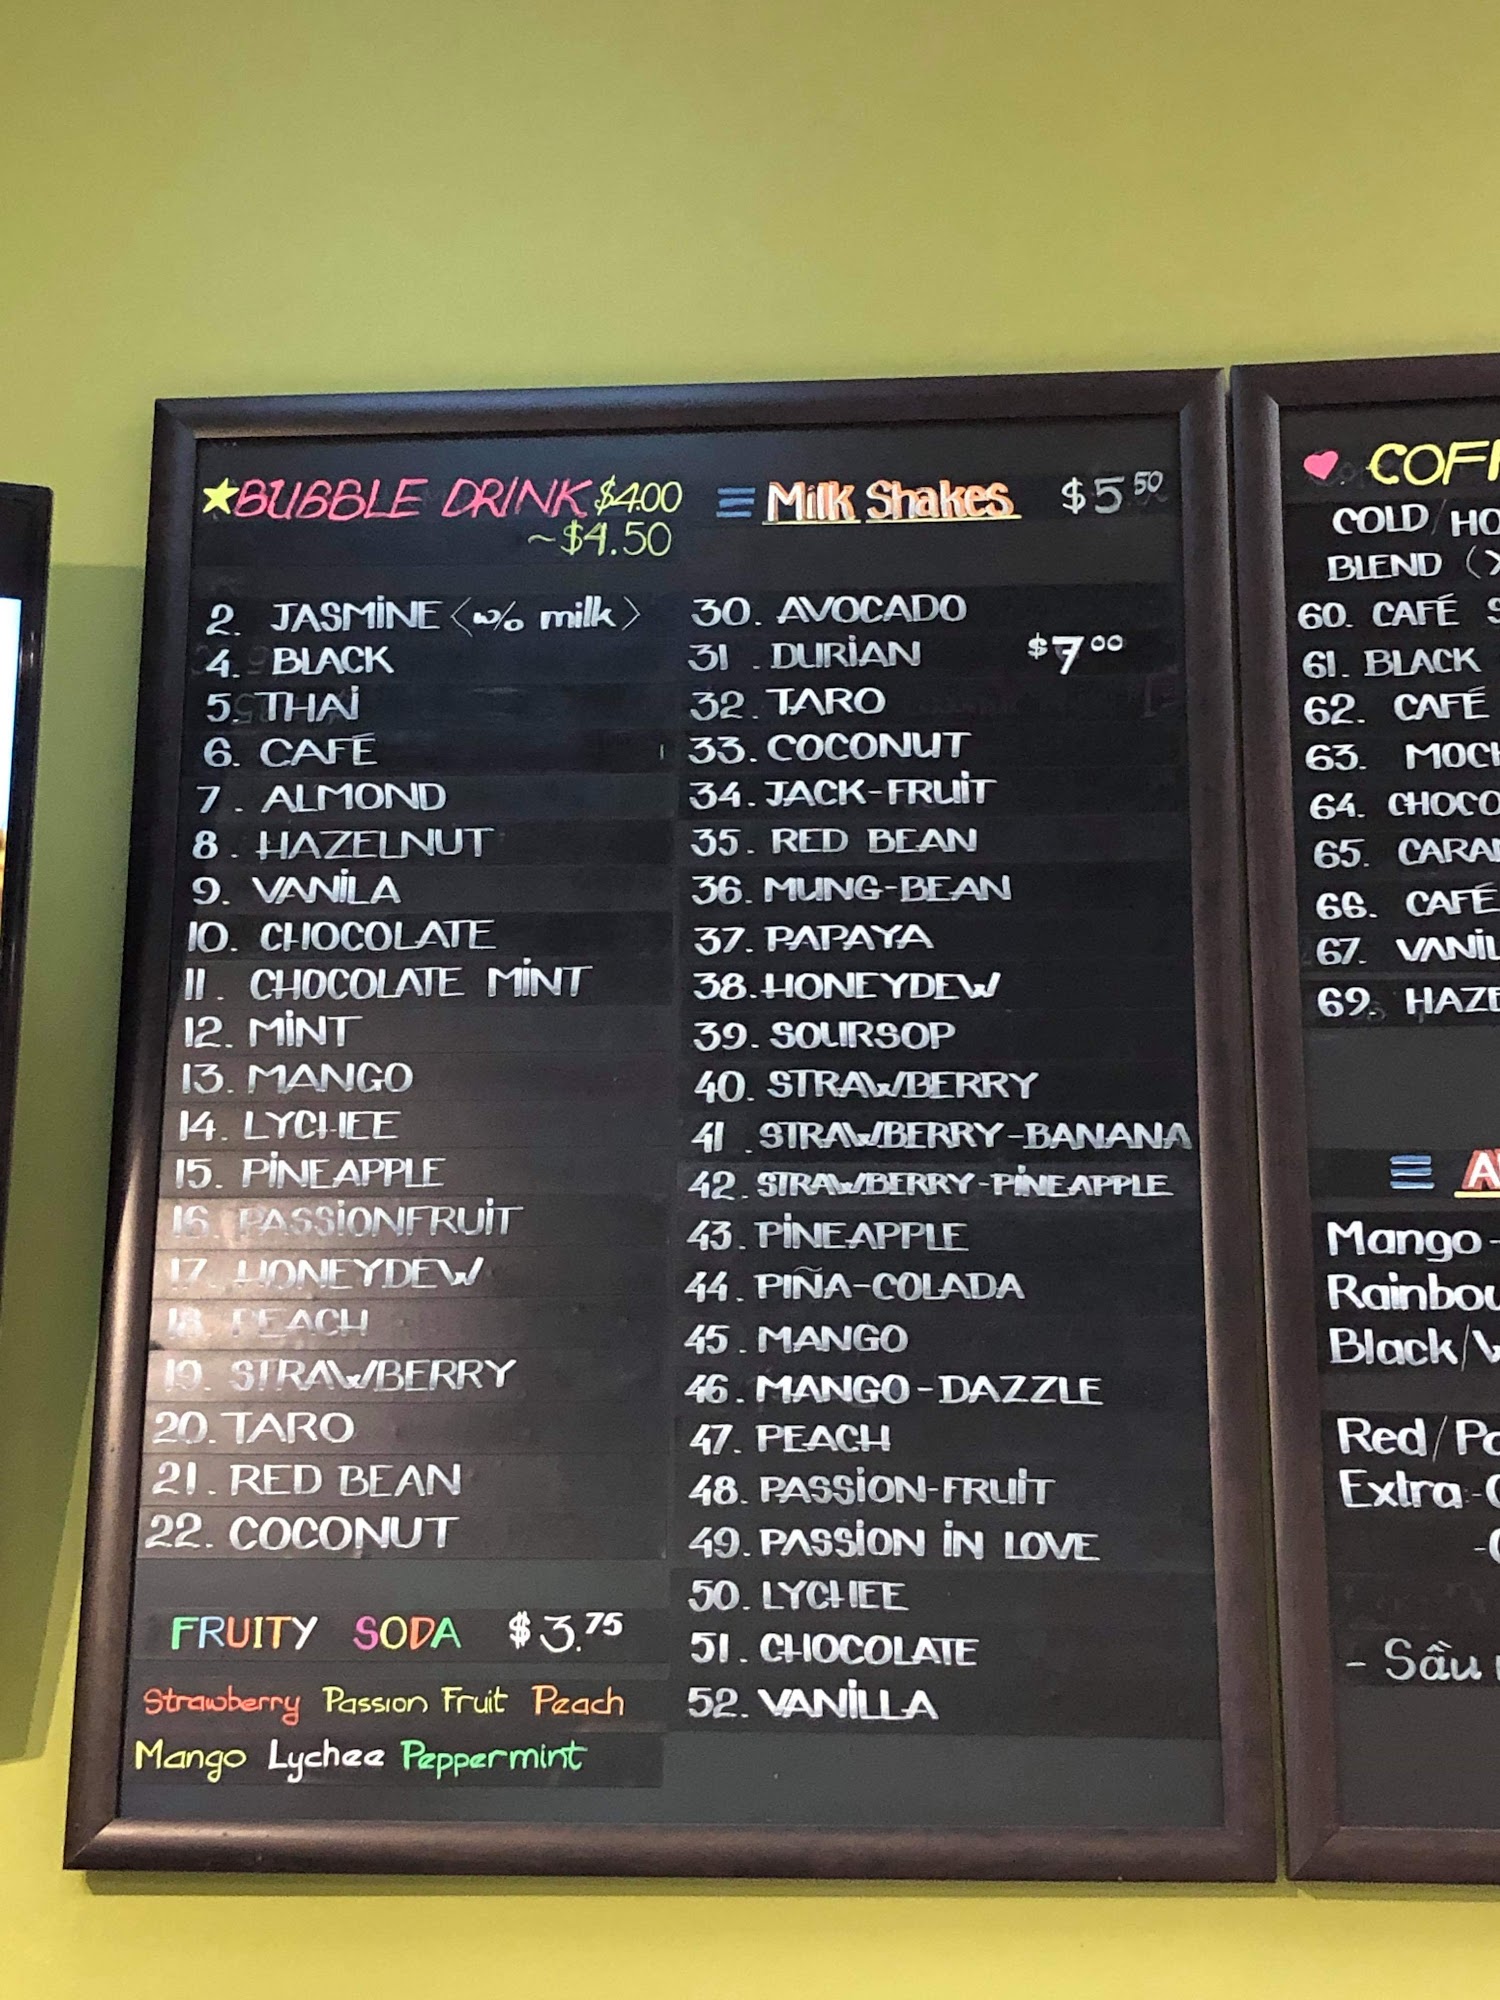 ★BUBBLE DRINK $4.00
~$4.50
2. JASMINE <w/o milk>
4. BLACK
5. THAI
6. CAFÉ
7. ALMOND
8. HAZELNUT
9. VANILA
10. CHOCOLATE
11. CHOCOLATE MINT
12. MINT
13. MANGO
14. LYCHEE
15. PINEAPPLE
16. PASSIONFRUIT
17. HONEYDEW
18. PEACH
19. STRAWBERRY
20. TARO
21. RED BEAN
22. COCONUT
FRUITY SODA $3.75
Strawberry Passion Fruit Peach
Mango Lychee Peppermint
Milk Shakes $5.50
30. AVOCADO
31. DURIAN $7.00
32. TARO
33. COCONUT
34. JACK-FRUIT
35. RED BEAN
36. MUNG-BEAN
37. PAPAYA
38. HONEYDEW
39. SOURSOP
40. STRAWBERRY
41. STRAWBERRY-BANANA
42. STRAWBERRY-PINEAPPLE
43. PINEAPPLE
44. PIÑA-COLADA
45. MANGO
46. MANGO-DAZZLE
47. PEACH
48. PASSION-FRUIT
49. PASSION IN LOVE
50. LYCHEE
51. CHOCOLATE
52. VANILLA
COLD/
BLEND
60. CAFÉ
61. BLACK
62. CAFÉ
63.
64.
65.
66. CAFÉ
67.
69.
Mango-
Black/
Red/
Extra-
- Sầu